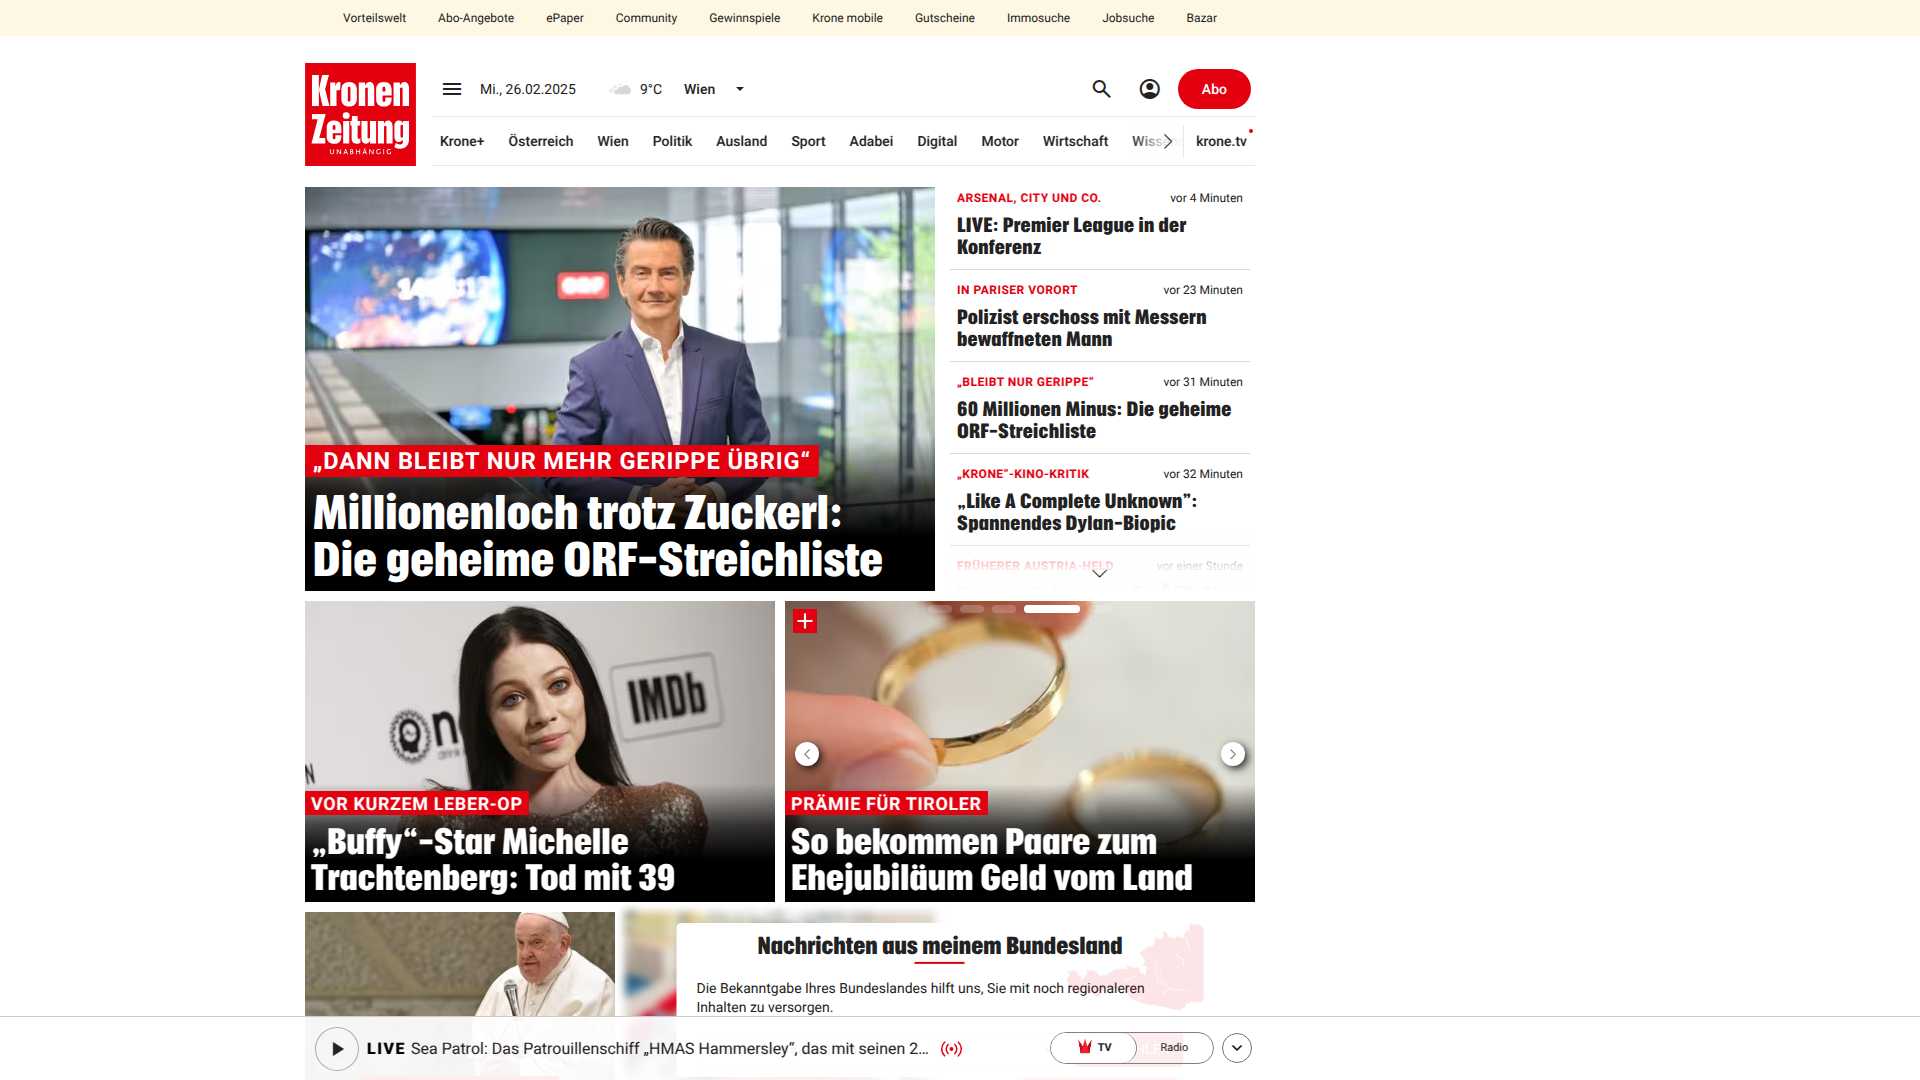 Vorteilswelt Abo-Angebote ePaper Community Gewinnspiele Krone mobile Gutscheine Immosuche Jobsuche Bazar
Kronen
Zeitung
UNABHÄNGIG
Mi., 26.02.2025 9°C Wien
Abo
Krone+ Österreich Wien Politik Ausland Sport Adabei Digital Motor Wirtschaft krone.tv
ORF
„DANN BLEIBT NUR MEHR GERIPPE ÜBRIG“
Millionenloch trotz Zuckerl:
Die geheime ORF-Streichliste
ARSENAL, CITY UND CO. vor 4 Minuten
LIVE: Premier League in der
Konferenz
IN PARISER VORORT vor 23 Minuten
Polizist erschoss mit Messern
bewaffneten Mann
„BLEIBT NUR GERIPPE“ vor 31 Minuten
60 Millionen Minus: Die geheime
ORF-Streichliste
„KRONE“-KINO-KRITIK vor 32 Minuten
„Like A Complete Unknown”:
Spannendes Dylan-Biopic
FRÜHERER AUSTRIA-HELD vor einer Stunde
IMDb
VOR KURZEM LEBER-OP
„Buffy“-Star Michelle
Trachtenberg: Tod mit 39
PRÄMIE FÜR TIROLER
So bekommen Paare zum
Ehejubiläum Geld vom Land
Nachrichten aus meinem Bundesland
Die Bekanntgabe Ihres Bundeslandes hilft uns, Sie mit noch regionaleren
Inhalten zu versorgen.
LIVE Sea Patrol: Das Patrouillenschiff „HMAS Hammersley“, das mit seinen 2...
TV Radio